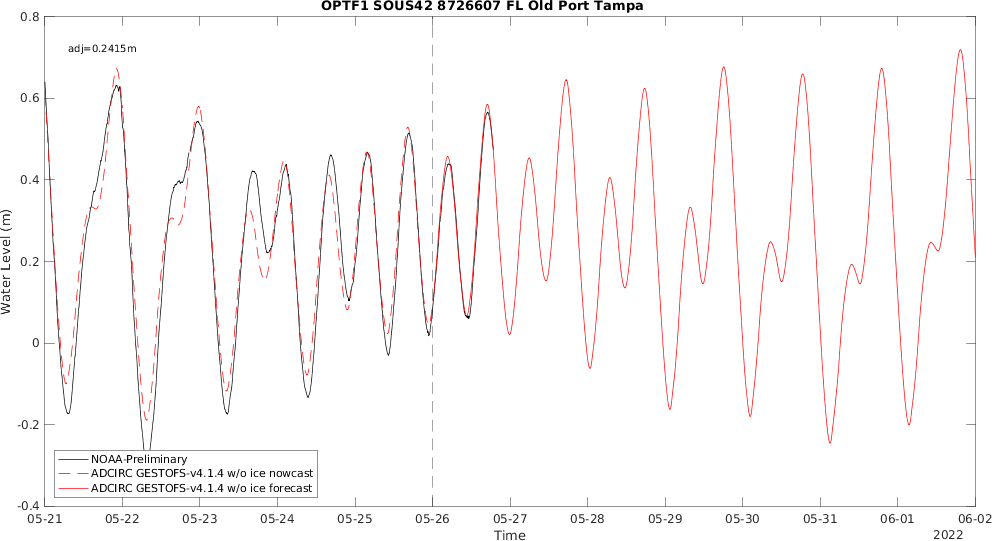 OPTF1 SOUS42 8726607 FL Old Port Tampa
adj=0.2415m
Water Level (m)
0.8
0.6
0.4
0.2
0
-0.2
-0.4
NOAA-Preliminary
ADCIRC GESTOFS-v4.1.4 w/o ice nowcast
ADCIRC GESTOFS-v4.1.4 w/o ice forecast
05-21 05-22 05-23 05-24 05-25 05-26 05-27 05-28 05-29 05-30 05-31 06-01 06-02
Time
2022